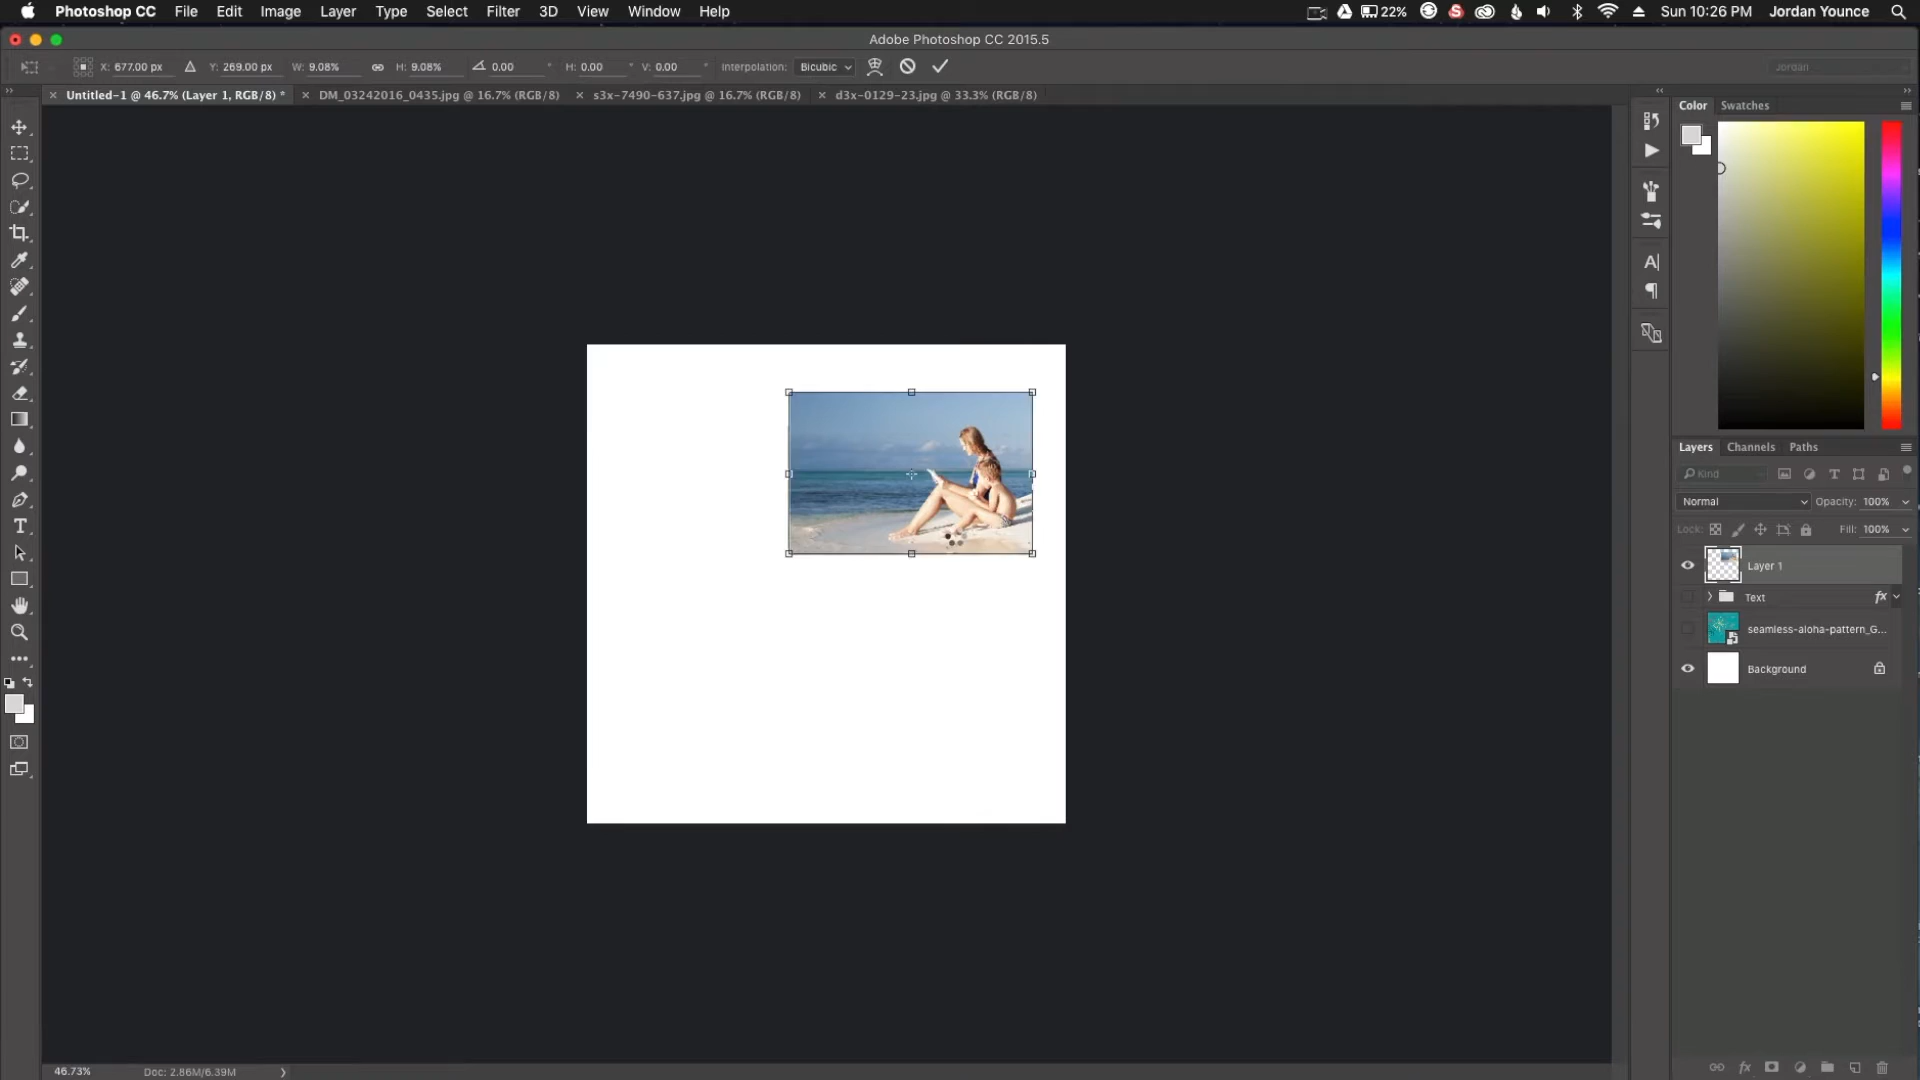 Photoshop CC File Edit Image Layer Type Select Filter 3D View Window Help 22% Sun 10:26 PM Jordan Younce
Adobe Photoshop CC 2015.5
X: 677.00 px Y: 269.00 px W: 9.08% H: 9.08% 0.00 ° H: 0.00 ° V: 0.00 ° Interpolation: Bicubic Jordan
Untitled-1 @ 46.7% (Layer 1, RGB/8) * DM_03242016_0435.jpg @ 16.7% (RGB/8) s3x-7490-637.jpg @ 16.7% (RGB/8) d3x-0129-23.jpg @ 33.3% (RGB/8)
Color Swatches
Layers Channels Paths
Kind
Normal Opacity: 100%
Lock: Fill: 100%
Layer 1
Text fx
seamless-aloha-pattern_G...
Background
46.73% Doc: 2.86M/6.39M
fx